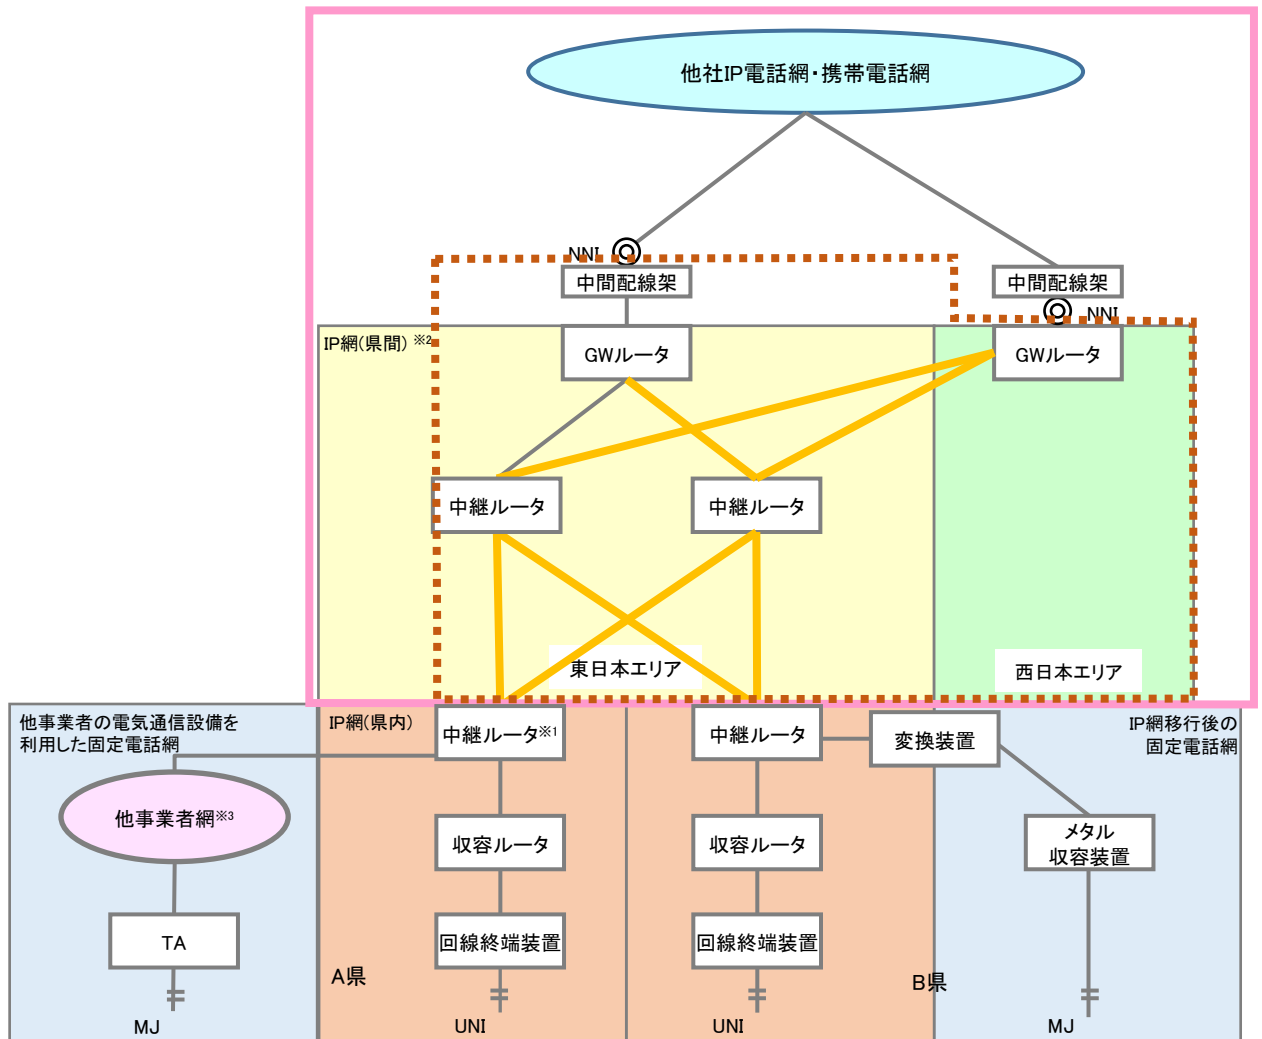 他社IP電話網・携帯電話網
NNI
中間配線架
中間配線架
NNI
IP網(県間) ※2
GWルータ
GWルータ
中継ルータ
中継ルータ
東日本エリア
西日本エリア
他事業者の電気通信設備を
利用した固定電話網
IP網(県内)
中継ルータ※1
中継ルータ
変換装置
IP網移行後の
固定電話網
他事業者網※3
収容ルータ
収容ルータ
メタル
収容装置
TA
回線終端装置
回線終端装置
A県
B県
MJ
UNI
UNI
MJ